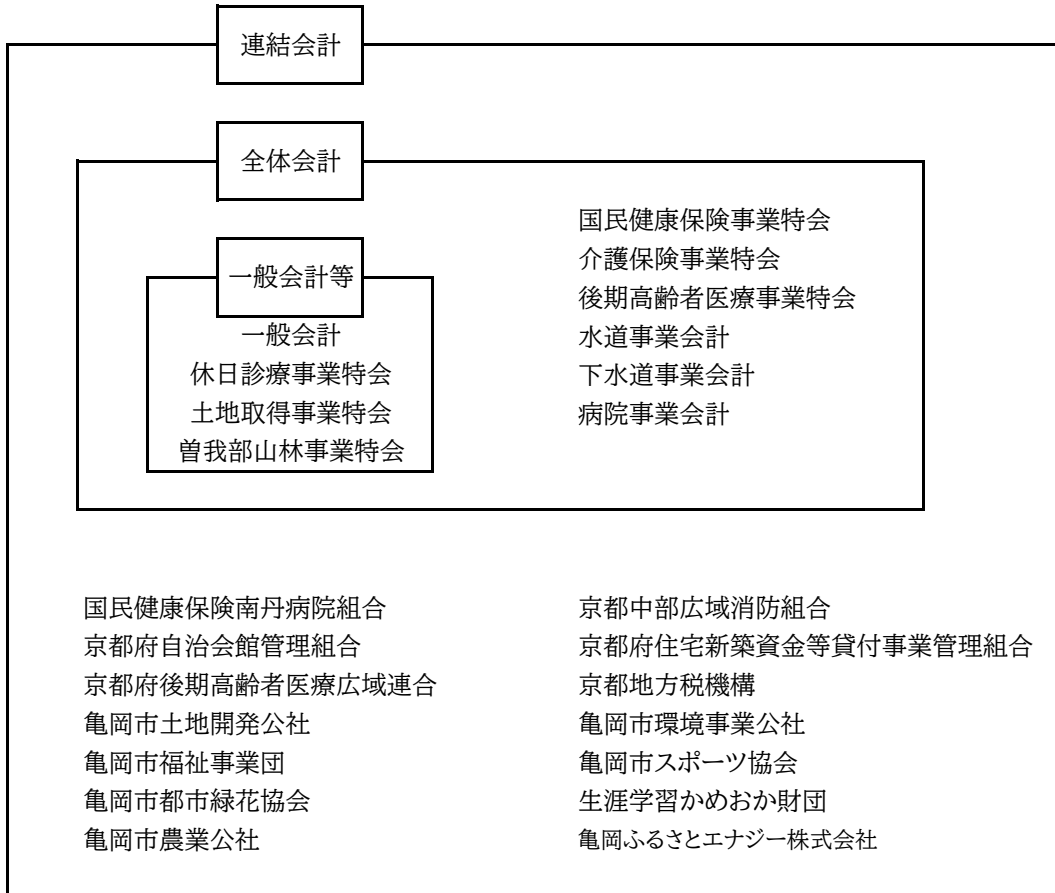 連結会計
全体会計
一般会計等
一般会計
休日診療事業特会
土地取得事業特会
曽我部山林事業特会
国民健康保険事業特会
介護保険事業特会
後期高齢者医療事業特会
水道事業会計
下水道事業会計
病院事業会計
国民健康保険南丹病院組合
京都府自治会館管理組合
京都府後期高齢者医療広域連合
亀岡市土地開発公社
亀岡市福祉事業団
亀岡市都市緑花協会
亀岡市農業公社
京都中部広域消防組合
京都府住宅新築資金等貸付事業管理組合
京都地方税機構
亀岡市環境事業公社
亀岡市スポーツ協会
生涯学習かめおか財団
亀岡ふるさとエナジー株式会社